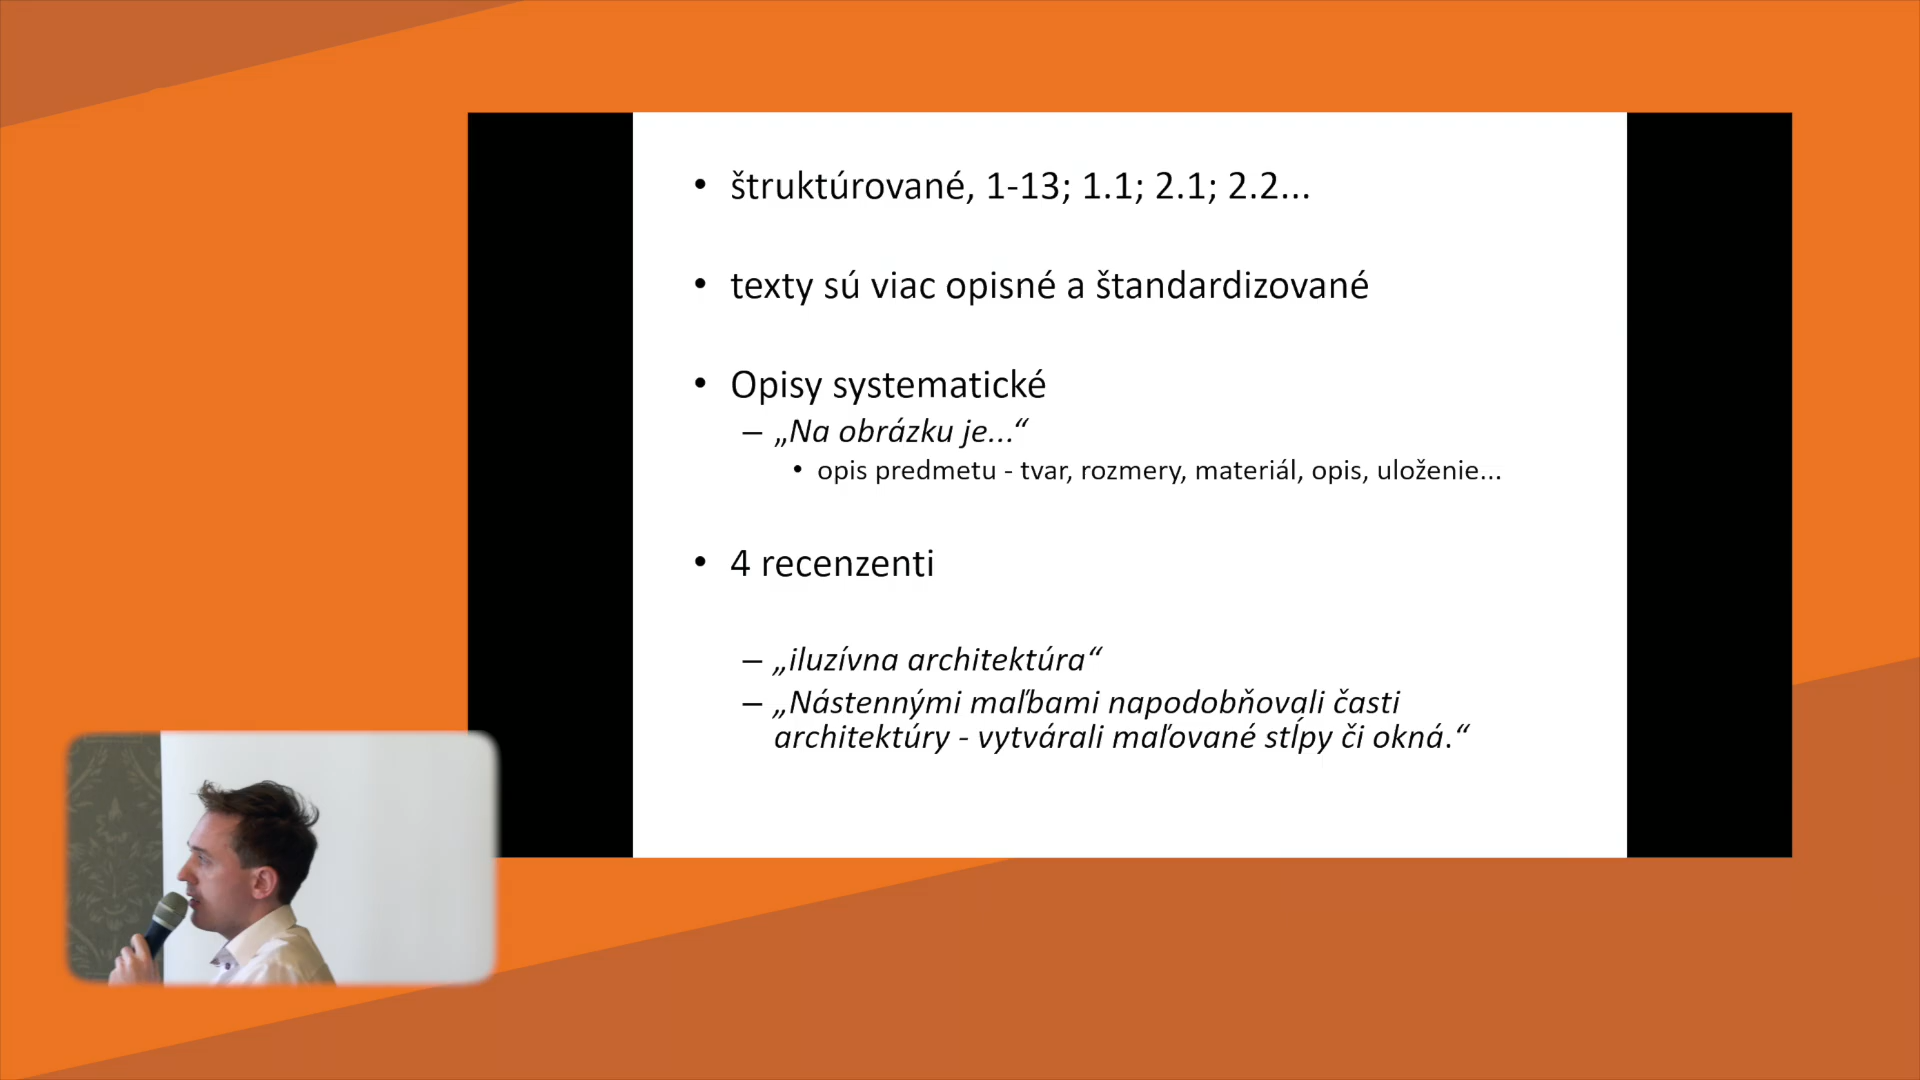 • štruktúrované, 1-13; 1.1; 2.1; 2.2...
• texty sú viac opisné a štandardizované
• Opisy systematické
– „Na obrázku je...“
• opis predmetu - tvar, rozmery, materiál, opis, uloženie...
• 4 recenzenti
– „iluzívna architektúra“
– „Nástennými maľbami napodobňovali časti
architektúry - vytvárali maľované stĺpy či okná.“